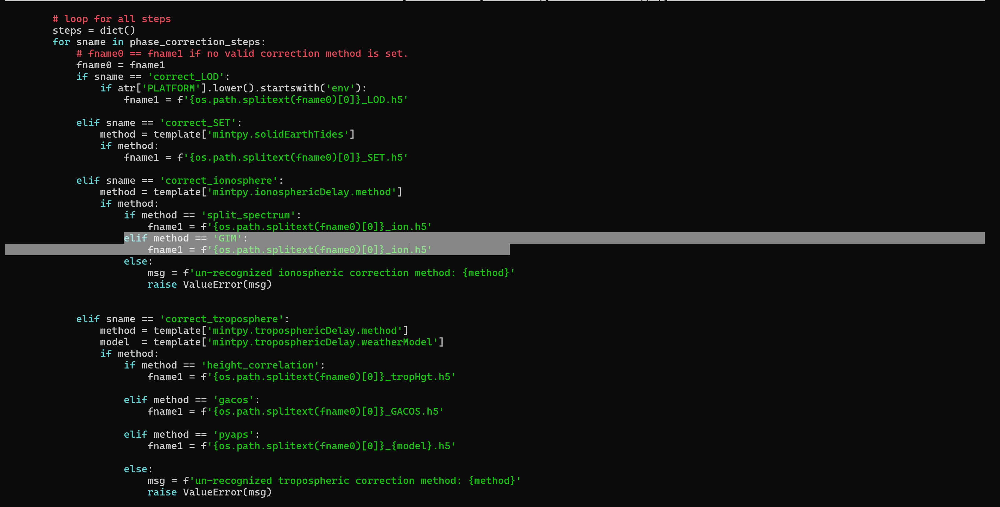 # loop for all steps
steps = dict()
for sname in phase_correction_steps:
    # fname0 == fname1 if no valid correction method is set.
    fname0 = fname1
    if sname == 'correct_LOD':
        if atr['PLATFORM'].lower().startswith('env'):
            fname1 = f'{os.path.splitext(fname0)[0]}_LOD.h5'

    elif sname == 'correct_SET':
        method = template['mintpy.solidEarthTides']
        if method:
            fname1 = f'{os.path.splitext(fname0)[0]}_SET.h5'

    elif sname == 'correct_ionosphere':
        method = template['mintpy.ionosphericDelay.method']
        if method:
            if method == 'split_spectrum':
                fname1 = f'{os.path.splitext(fname0)[0]}_ion.h5'
            elif method == 'GIM':
                fname1 = f'{os.path.splitext(fname0)[0]}_ion.h5'
            else:
                msg = f'un-recognized ionospheric correction method: {method}'
                raise ValueError(msg)


    elif sname == 'correct_troposphere':
        method = template['mintpy.troposphericDelay.method']
        model  = template['mintpy.troposphericDelay.weatherModel']
        if method:
            if method == 'height_correlation':
                fname1 = f'{os.path.splitext(fname0)[0]}_tropHgt.h5'

            elif method == 'gacos':
                fname1 = f'{os.path.splitext(fname0)[0]}_GACOS.h5'

            elif method == 'pyaps':
                fname1 = f'{os.path.splitext(fname0)[0]}_{model}.h5'

            else:
                msg = f'un-recognized tropospheric correction method: {method}'
                raise ValueError(msg)